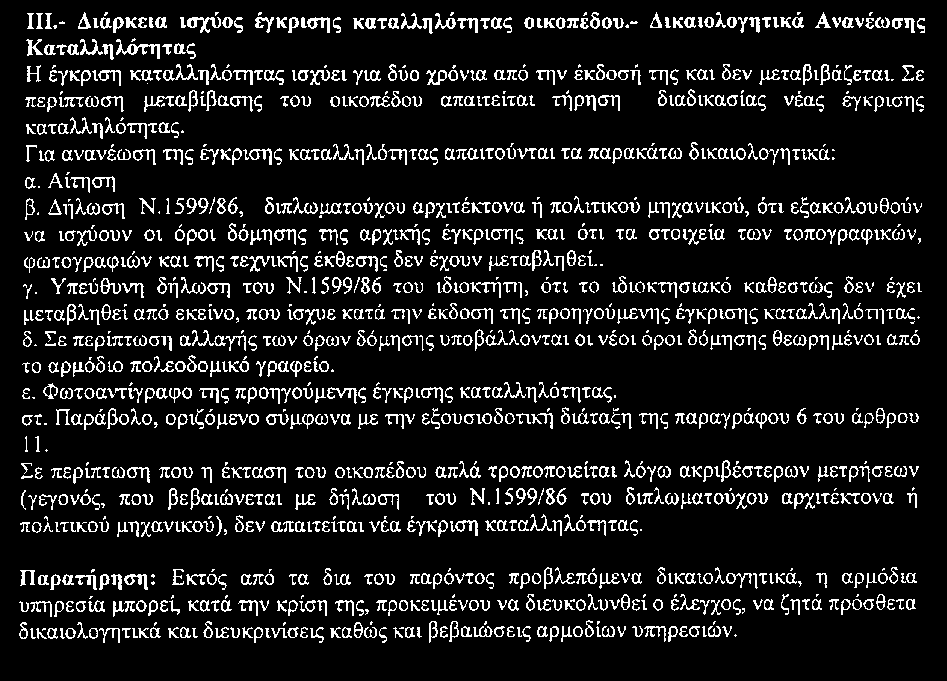 III.- Διάρκεια ισχύος έγκρισης καταλληλότητας οικοπέδου.- Δικαιολογητικά Ανανέωσης
Καταλληλότητας
Η έγκριση καταλληλότητας ισχύει για δύο χρόνια από την έκδοσή της και δεν μεταβιβάζεται. Σε
περίπτωση μεταβίβασης του οικοπέδου απαιτείται τήρηση διαδικασίας νέας έγκρισης
καταλληλότητας.
Για ανανέωση της έγκρισης καταλληλότητας απαιτούνται τα παρακάτω δικαιολογητικά:
α. Αίτηση
β. Δήλωση Ν.1599/86, διπλωματούχου αρχιτέκτονα ή πολιτικού μηχανικού, ότι εξακολουθούν
να ισχύουν οι όροι δόμησης της αρχικής έγκρισης και ότι τα στοιχεία των τοπογραφικών,
φωτογραφιών και της τεχνικής έκθεσης δεν έχουν μεταβληθεί..
γ. Υπεύθυνη δήλωση του Ν.1599/86 του ιδιοκτήτη, ότι το ιδιοκτησιακό καθεστώς δεν έχει
μεταβληθεί από εκείνο, που ίσχυε κατά την έκδοση της προηγούμενης έγκρισης καταλληλότητας.
δ. Σε περίπτωση αλλαγής των όρων δόμησης υποβάλλονται οι νέοι όροι δόμησης θεωρημένοι από
το αρμόδιο πολεοδομικό γραφείο.
ε. Φωτοαντίγραφο της προηγούμενης έγκρισης καταλληλότητας.
στ. Παράβολο, οριζόμενο σύμφωνα με την εξουσιοδοτική διάταξη της παραγράφου 6 του άρθρου
11.
Σε περίπτωση που η έκταση του οικοπέδου απλά τροποποιείται λόγω ακριβέστερων μετρήσεων
(γεγονός, που βεβαιώνεται με δήλωση του Ν.1599/86 του διπλωματούχου αρχιτέκτονα ή
πολιτικού μηχανικού), δεν απαιτείται νέα έγκριση καταλληλότητας.
Παρατήρηση: Εκτός από τα δια του παρόντος προβλεπόμενα δικαιολογητικά, η αρμόδια
υπηρεσία μπορεί, κατά την κρίση της, προκειμένου να διευκολυνθεί ο έλεγχος, να ζητά πρόσθετα
δικαιολογητικά και διευκρινίσεις καθώς και βεβαιώσεις αρμοδίων υπηρεσιών.